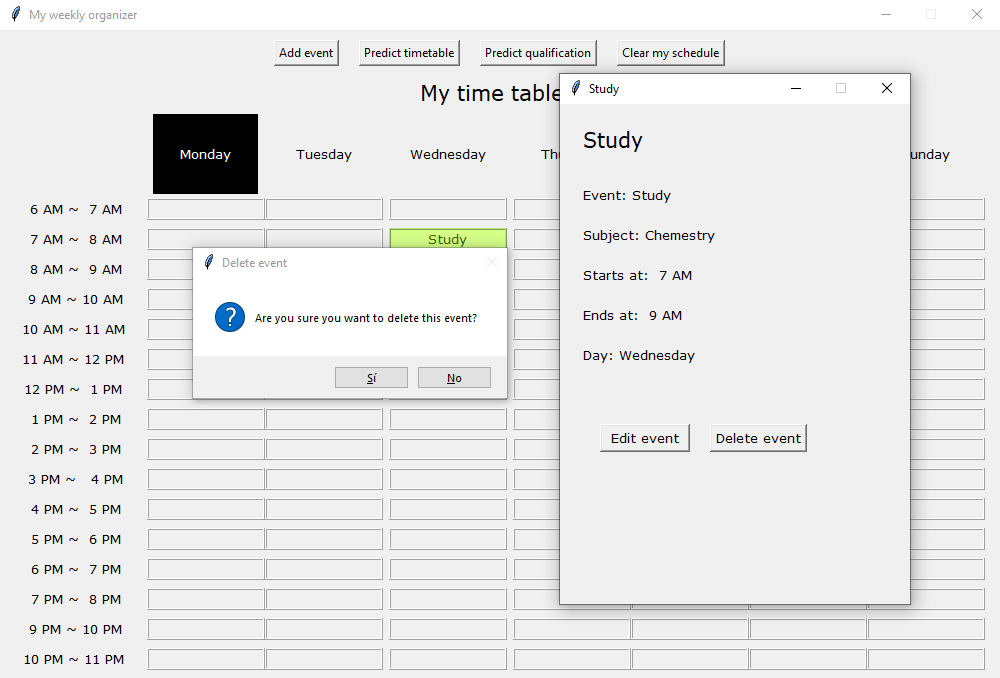 My weekly organizer
Add event Predict timetable Predict qualification Clear my schedule
My time table
Monday Tuesday Wednesday Thu unday
6 AM ~ 7 AM
7 AM ~ 8 AM Study
8 AM ~ 9 AM
9 AM ~ 10 AM
10 AM ~ 11 AM
11 AM ~ 12 PM
12 PM ~ 1 PM
1 PM ~ 2 PM
2 PM ~ 3 PM
3 PM ~ 4 PM
4 PM ~ 5 PM
5 PM ~ 6 PM
6 PM ~ 7 PM
7 PM ~ 8 PM
9 PM ~ 10 PM
10 PM ~ 11 PM
Delete event
Are you sure you want to delete this event?
Sí No
Study
Study
Event: Study
Subject: Chemestry
Starts at: 7 AM
Ends at: 9 AM
Day: Wednesday
Edit event Delete event